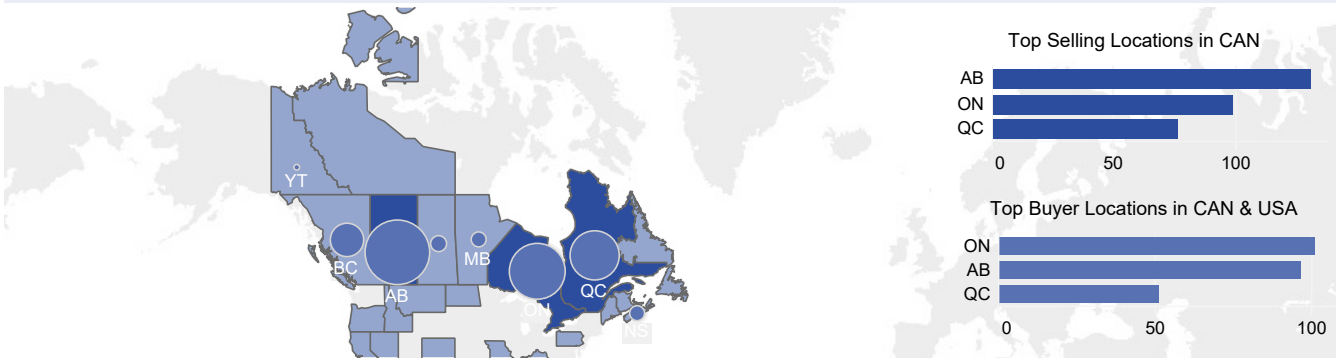 Top Selling Locations in CAN
AB
ON
QC
0 50 100
Top Buyer Locations in CAN & USA
ON
AB
QC
0 50 100
YT
BC
AB
MB
ON
QC
NS